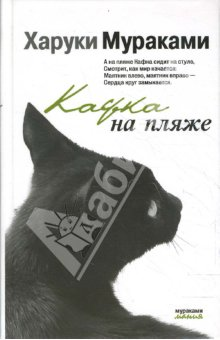 Харуки Мураками
А на пляже Кафка сидит на стуле,
Смотрит, как мир качается:
Маятник влево, маятник вправо —
Сердца круг замыкается.
Кафка
на пляже
Лабиринт
мураками
мания